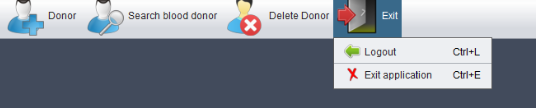 Donor Search blood donor Delete Donor Exit
Logout Ctrl+L
Exit application Ctrl+E